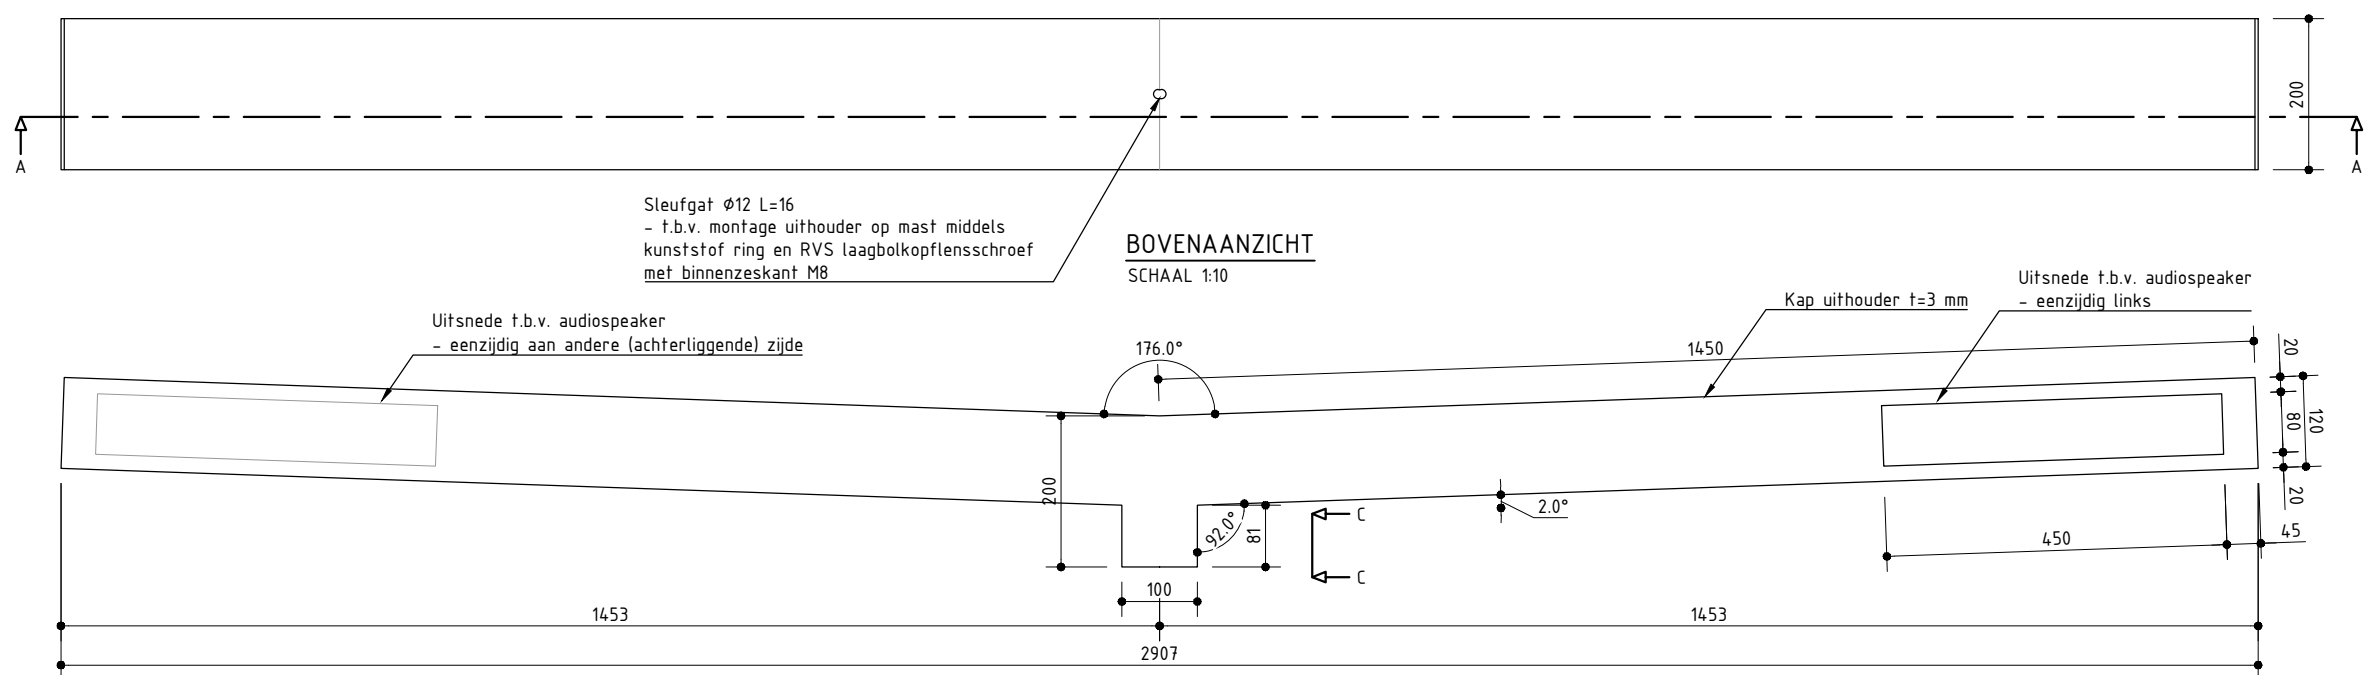 200
A
A
Sleufgat Ø12 L=16
- t.b.v. montage uithouder op mast middels
kunststof ring en RVS laagbolkopflensschroef
met binnenzeskant M8
BOVENAANZICHT
SCHAAL 1:10
Uitsnede t.b.v. audiospeaker
- eenzijdig links
Kap uithouder t=3 mm
Uitsnede t.b.v. audiospeaker
- eenzijdig aan andere (achterliggende) zijde
176.0°
1450
20
80
120
20
200
92.0°
81
2.0°
C
C
450
45
100
1453
1453
2907